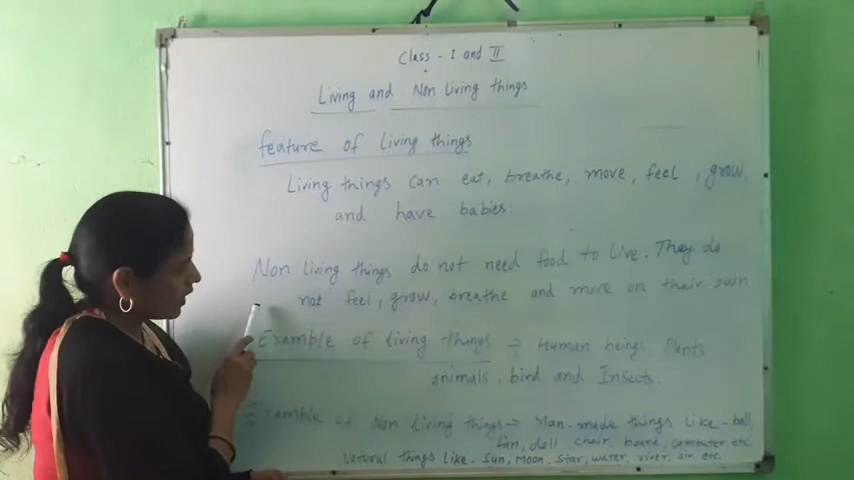 Class - I and II
Living and Non Living things
feature of living things
Living things can eat, breathe, move, feel, grow,
and have babies.
Non living things do not need food to live. They do
not feel, grow, breathe and move on their own
Example of living things → Human beings, Plants
animals, bird and Insects.
Example of Non Living things → Man-made things Like - ball,
fan, doll chair, board, computer etc
Natural things Like - Sun, Moon, Star, water, river, air etc.